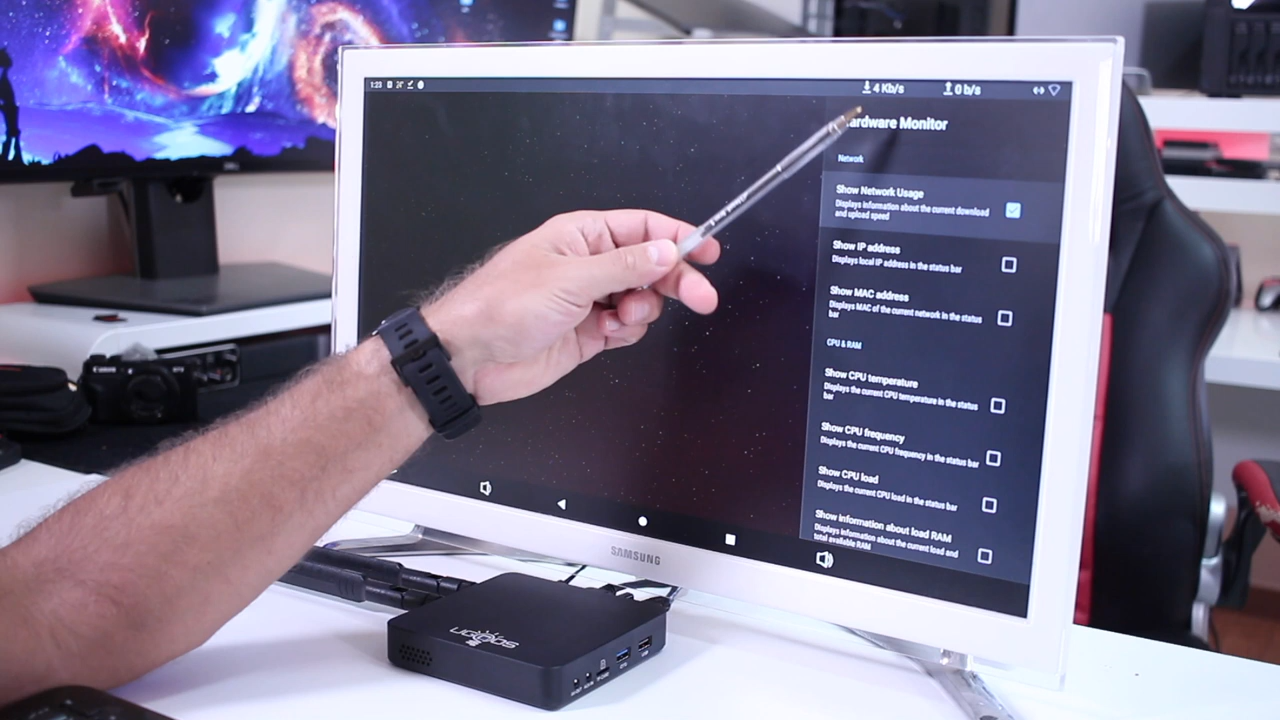 1:23
4 Kb/s
0 b/s
ardware Monitor
Network
Show Network Usage
Displays information about the current download
and upload speed
Show IP address
Displays local IP address in the status bar
Show MAC address
Displays MAC of the current network in the status
bar
CPU & RAM
Show CPU temperature
Displays the current CPU temperature in the status
bar
Show CPU frequency
Displays the current CPU frequency in the status bar
Show CPU load
Displays the current CPU load in the status bar
Show information about load RAM
Displays information about the current load and
total available RAM
SAMSUNG
ugoos
Canon